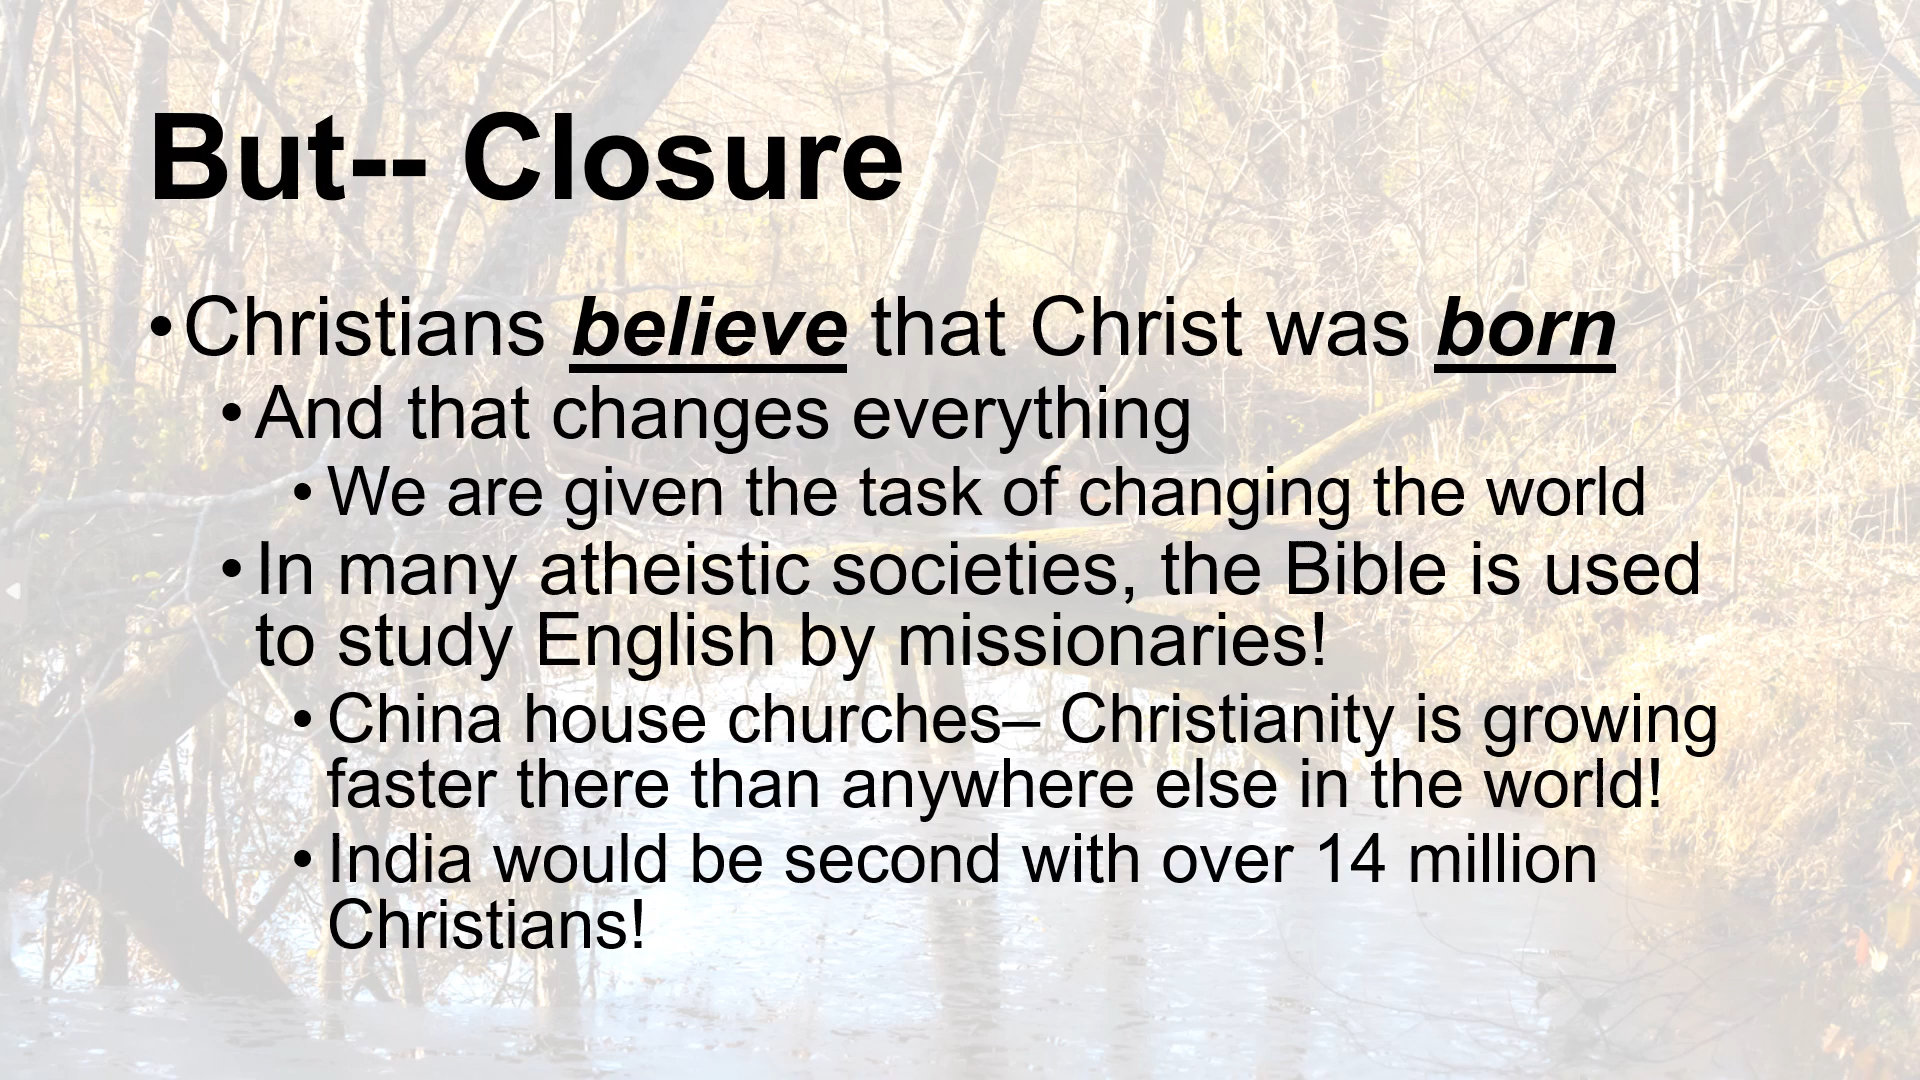 But-- Closure
•Christians believe that Christ was born
•And that changes everything
•We are given the task of changing the world
•In many atheistic societies, the Bible is used
to study English by missionaries!
•China house churches– Christianity is growing
faster there than anywhere else in the world!
•India would be second with over 14 million
Christians!